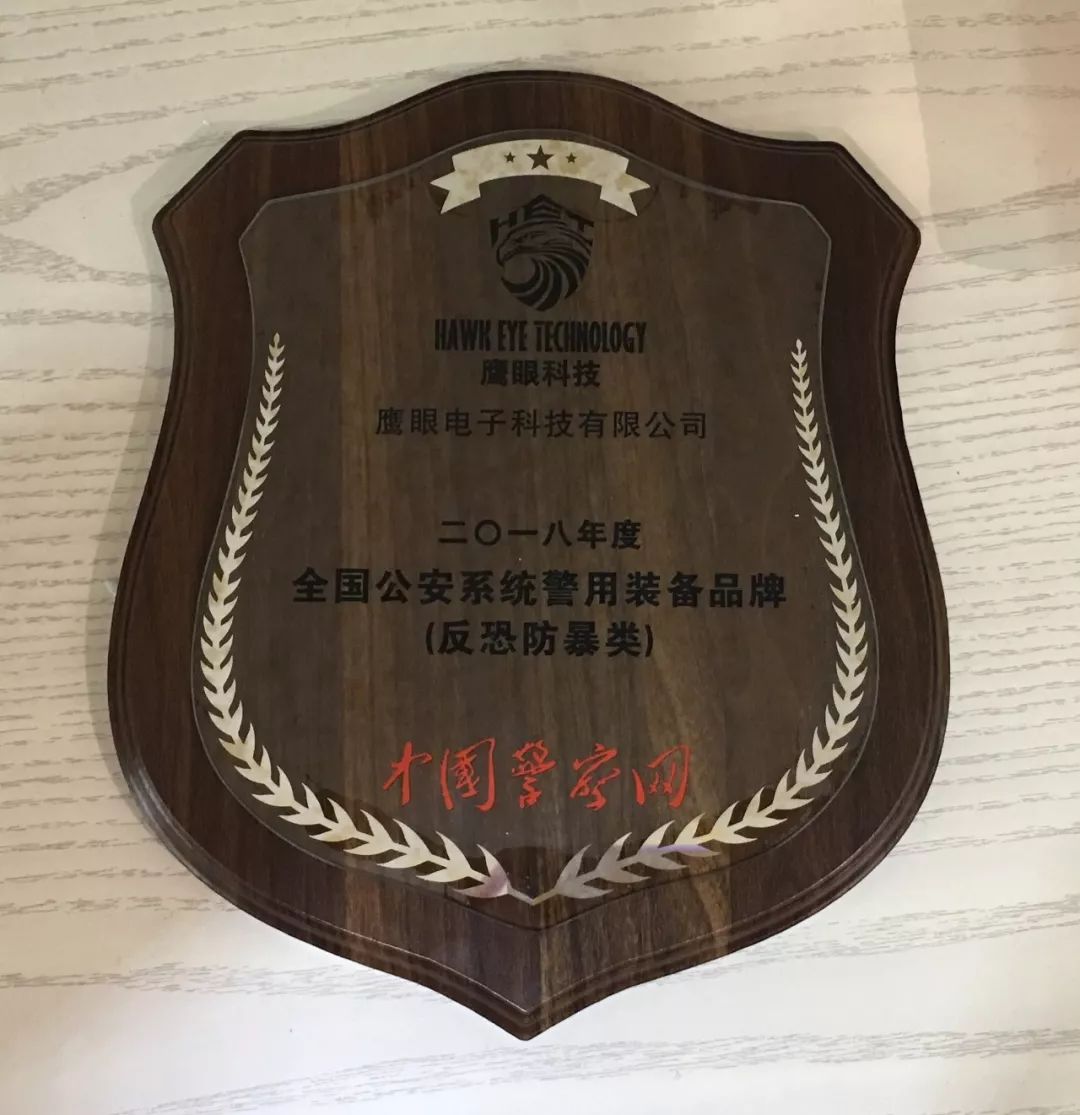 HET
HAWK EYE TECHNOLOGY
鹰眼科技
鹰眼电子科技有限公司
二〇一八年度
全国公安系统警用装备品牌
(反恐防暴类)
中國警察网